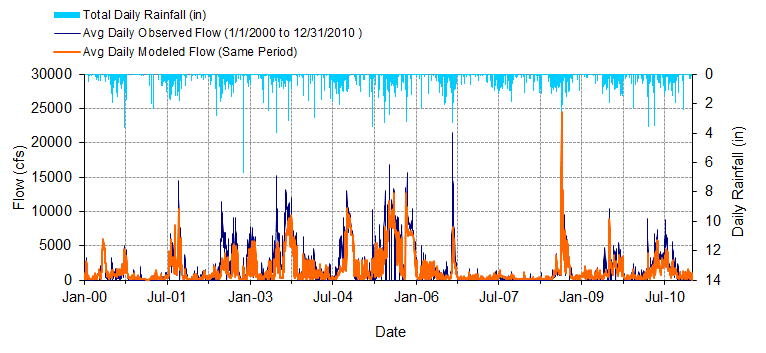 Total Daily Rainfall (in)
Avg Daily Observed Flow (1/1/2000 to 12/31/2010 )
Avg Daily Modeled Flow (Same Period)
30000
25000
20000
15000
10000
5000
0
Flow (cfs)
0
2
4
6
8
10
12
14
Daily Rainfall (in)
Jan-00 Jul-01 Jan-03 Jul-04 Jan-06 Jul-07 Jan-09 Jul-10
Date